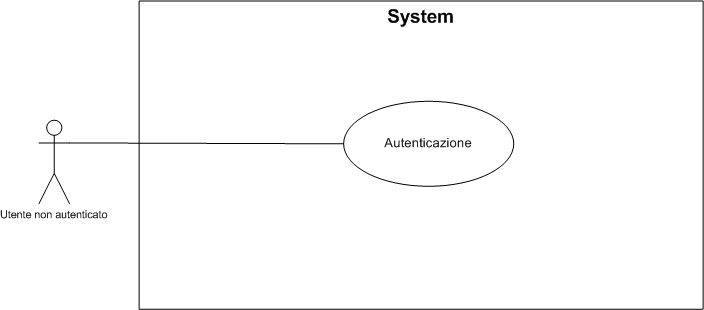 System
Autenticazione
Utente non autenticato